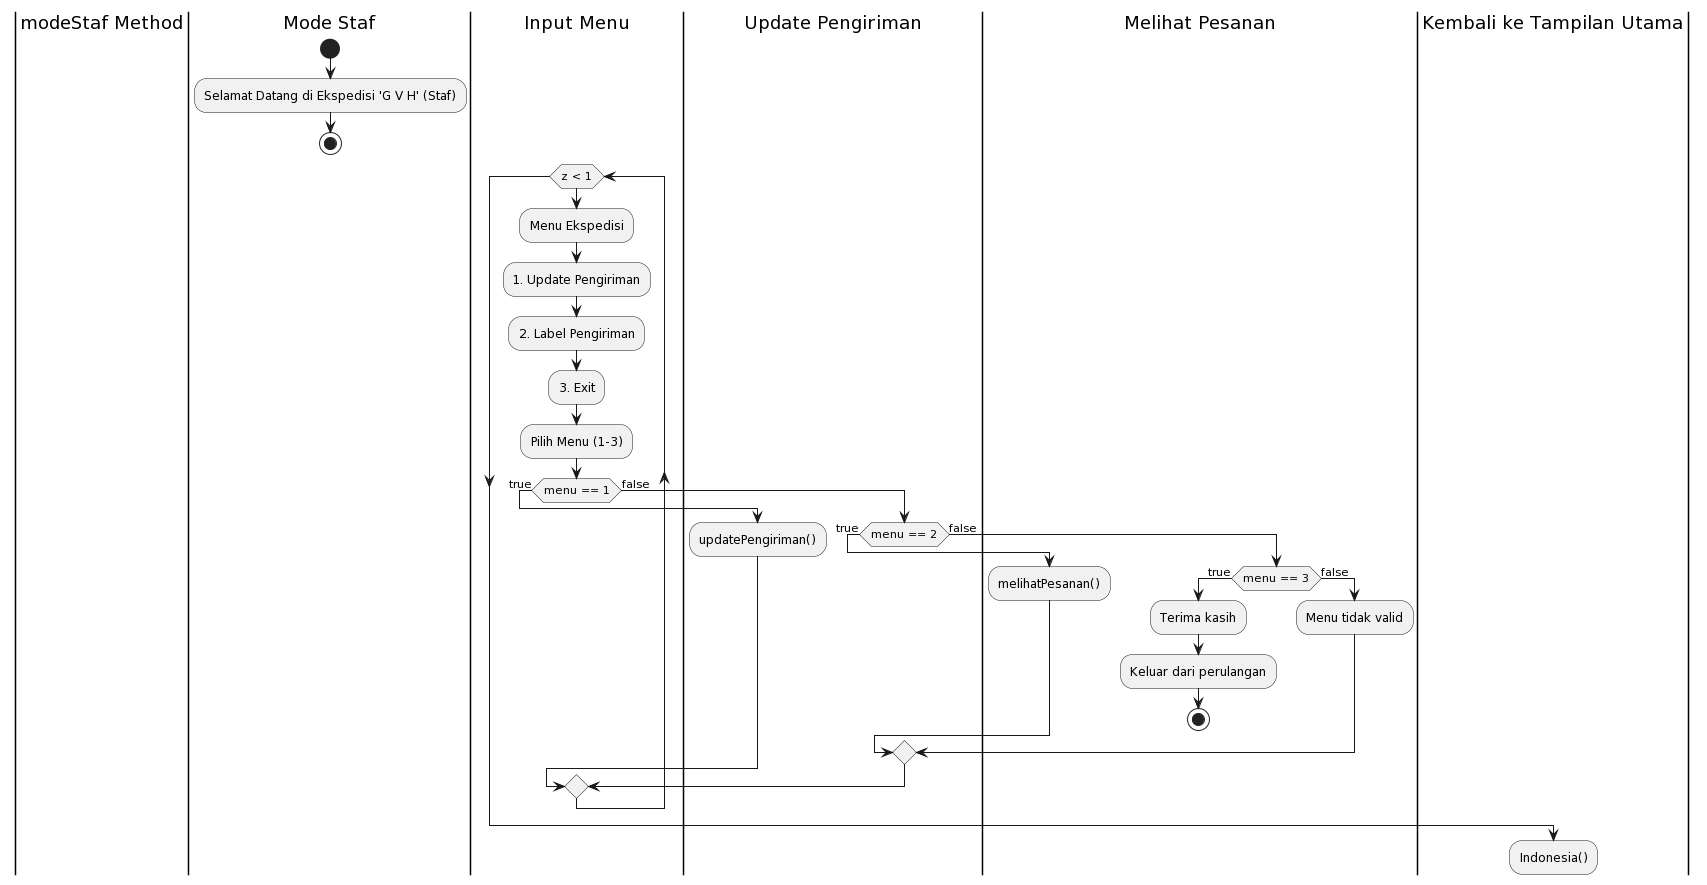 modeStaf Method
Mode Staf
Input Menu
Update Pengiriman
Melihat Pesanan
Kembali ke Tampilan Utama
Selamat Datang di Ekspedisi 'G V H' (Staf)
z < 1
Menu Ekspedisi
1. Update Pengiriman
2. Label Pengiriman
3. Exit
Pilih Menu (1-3)
true
menu == 1
false
updatePengiriman()
true
menu == 2
false
melihatPesanan()
true
menu == 3
false
Terima kasih
Menu tidak valid
Keluar dari perulangan
Indonesia()